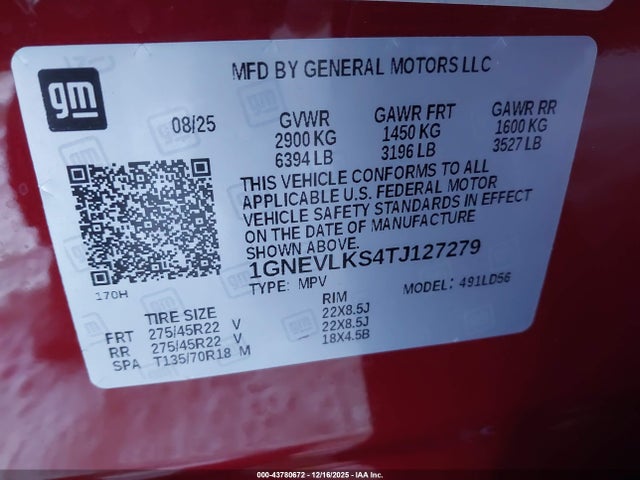 gm
MFD BY GENERAL MOTORS LLC
08/25
GVWR
2900 KG
6394 LB
GAWR FRT
1450 KG
3196 LB
GAWR RR
1600 KG
3527 LB
THIS VEHICLE CONFORMS TO ALL
APPLICABLE U.S. FEDERAL MOTOR
VEHICLE SAFETY STANDARDS IN EFFECT
ON THE DATE OF MANUFACTURE
SHOWN ABOVE.
1GNEVLKS4TJ127279
TYPE: MPV
MODEL: 491LD56
170H
TIRE SIZE
RIM
FRT 275/45R22 V 22X8.5J
RR 275/45R22 V 22X8.5J
SPA T135/70R18 M 18X4.5B
000-43780672 - 12/16/2025 - IAA Inc.